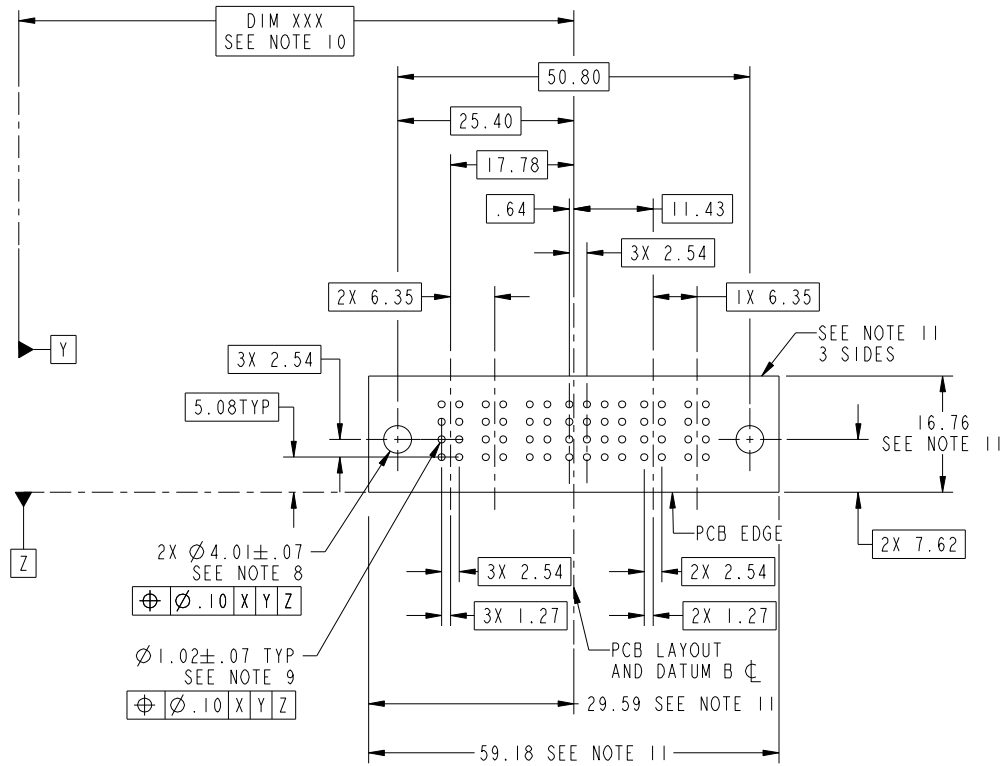 DIM XXX
SEE NOTE 10
50.80
25.40
17.78
.64
11.43
3X 2.54
2X 6.35
1X 6.35
Y
SEE NOTE 11
3 SIDES
3X 2.54
5.08TYP
16.76
SEE NOTE 11
Z
PCB EDGE
2X 7.62
2X Ø4.01±.07
SEE NOTE 8
⌖ Ø.10 X Y Z
3X 2.54
2X 2.54
3X 1.27
2X 1.27
Ø1.02±.07 TYP
SEE NOTE 9
⌖ Ø.10 X Y Z
PCB LAYOUT
AND DATUM B ℄
29.59 SEE NOTE 11
59.18 SEE NOTE 11